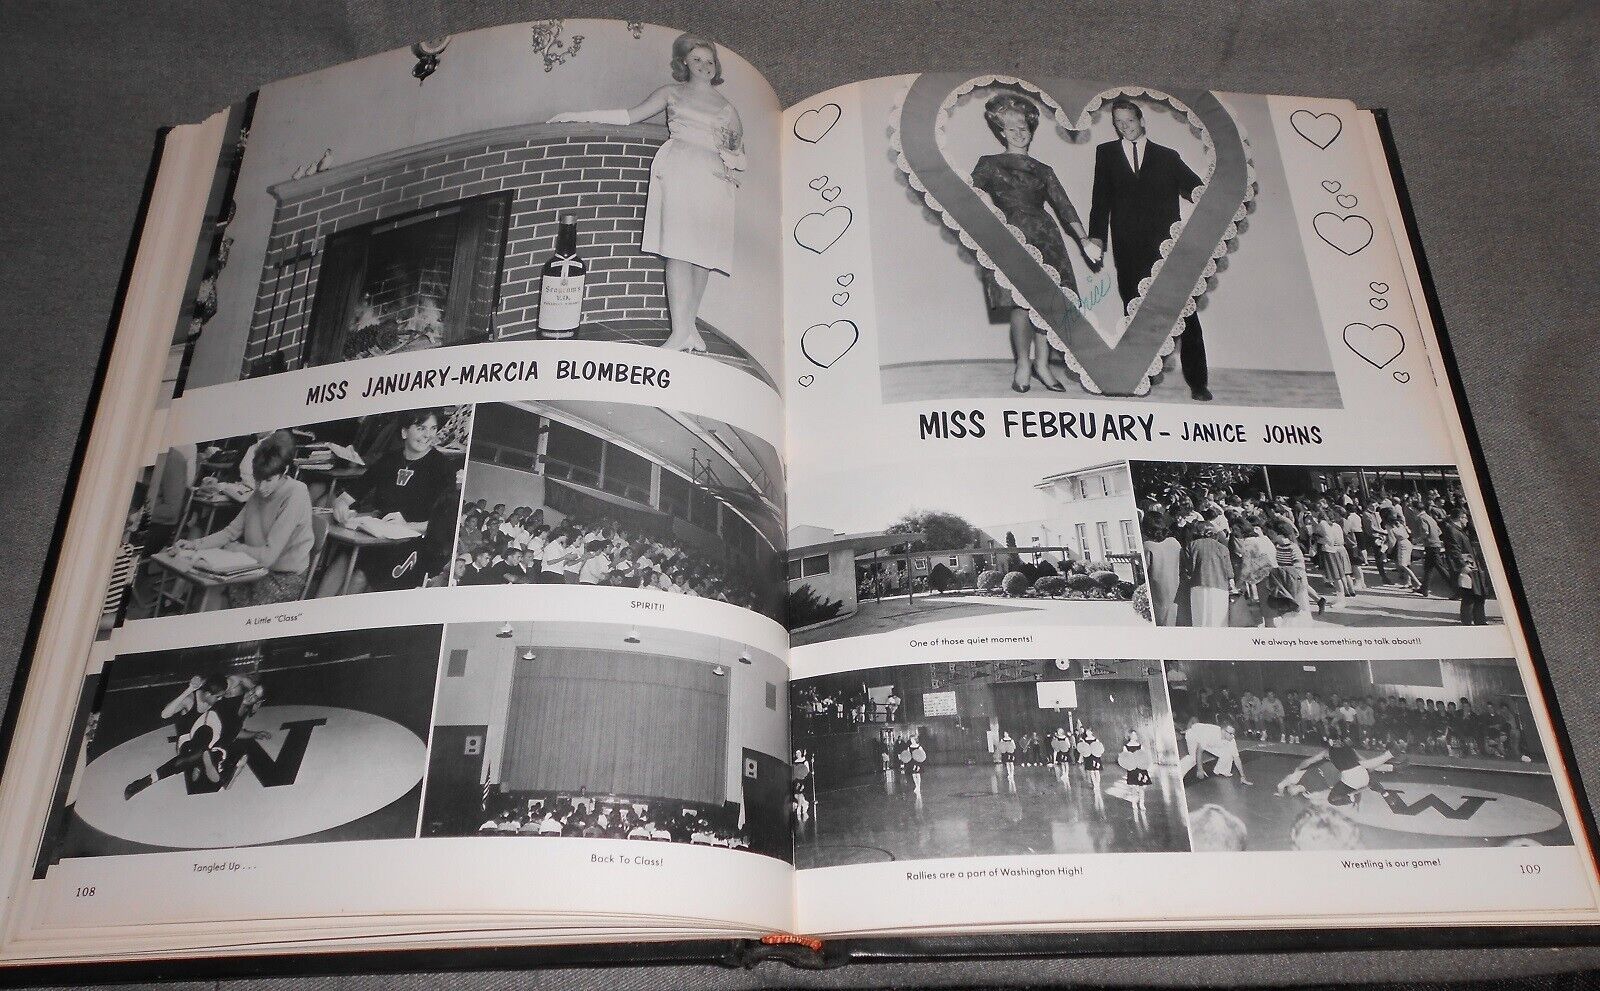 Seagram's
V.O.
MISS JANUARY-MARCIA BLOMBERG
W
S
A Little "Class"
SPIRIT!!
W
Tangled Up . . .
Back To Class!
108
Janice
MISS FEBRUARY - JANICE JOHNS
One of those quiet moments!
We always have something to talk about!!
W
Rallies are a part of Washington High!
Wrestling is our game!
109